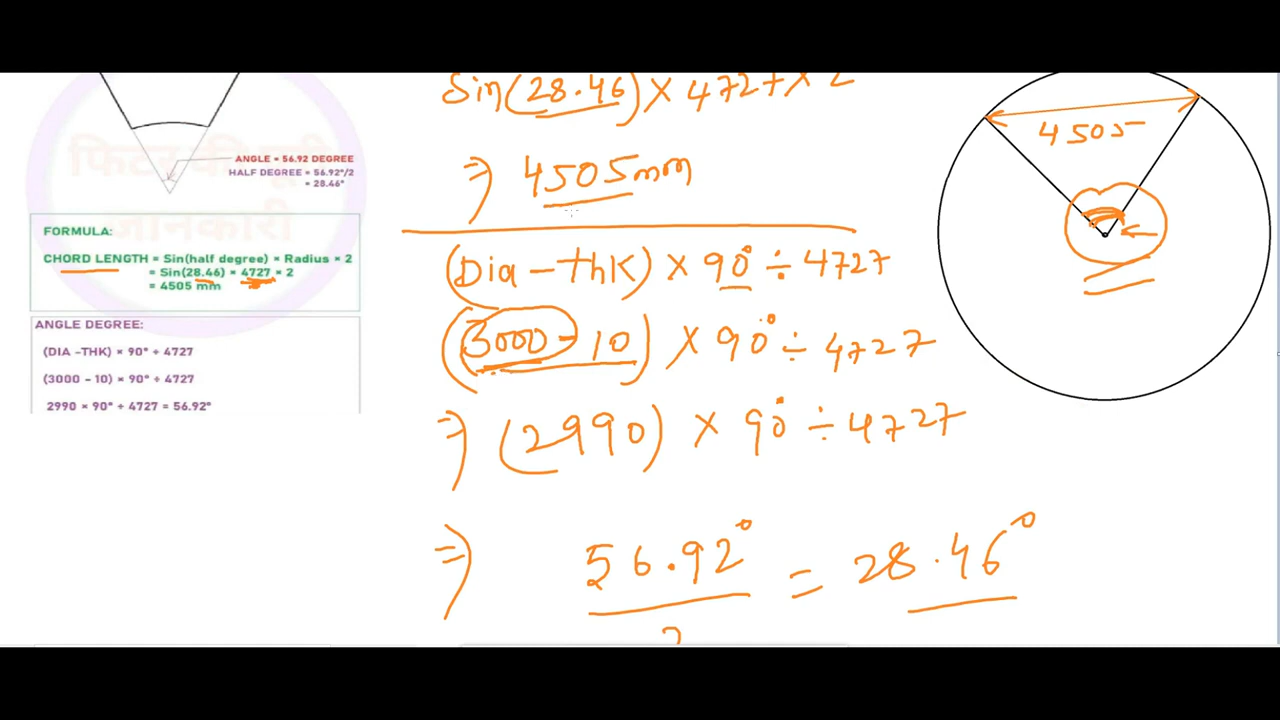 फिटर की पूरी
जानकारी
ANGLE = 56.92 DEGREE
HALF DEGREE = 56.92°/2
= 28.46°
FORMULA:
CHORD LENGTH = Sin(half degree) × Radius × 2
= Sin(28.46) × 4727 × 2
= 4505 mm
ANGLE DEGREE:
(DIA -THK) × 90° ÷ 4727
(3000 - 10) × 90° ÷ 4727
2990 × 90° ÷ 4727 = 56.92°
Sin(28.46) × 4727 × 2
⇒ 4505mm
(Dia - Thk) × 90° ÷ 4727
(3000 - 10) × 90° ÷ 4727
⇒ (2990) × 90° ÷ 4727
⇒ 56.92° = 28.46°
2
4505